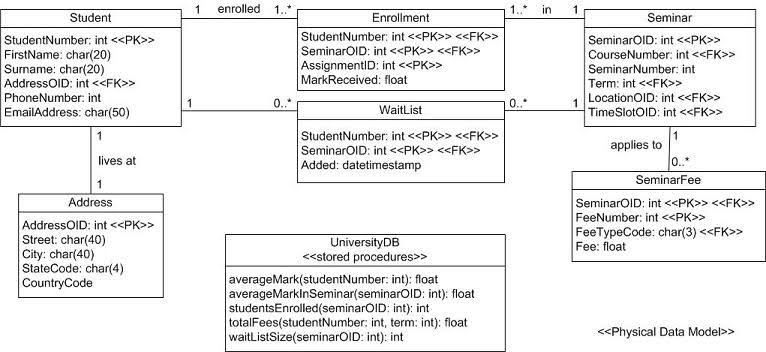 Student
StudentNumber: int <<PK>>
FirstName: char(20)
Surname: char(20)
AddressOID: int <<FK>>
PhoneNumber: int
EmailAddress: char(50)
1 enrolled 1..*
Enrollment
StudentNumber: int <<PK>> <<FK>>
SeminarOID: int <<PK>> <<FK>>
AssignmentID: int <<PK>>
MarkReceived: float
1..* in 1
Seminar
SeminarOID: int <<PK>>
CourseNumber: int <<FK>>
SeminarNumber: int
Term: int <<FK>>
LocationOID: int <<FK>>
TimeSlotOID: int <<FK>>
1 0..*
WaitList
StudentNumber: int <<PK>> <<FK>>
SeminarOID: int <<PK>> <<FK>>
Added: datetimestamp
0..* 1
1
lives at
1
Address
AddressOID: int <<PK>>
Street: char(40)
City: char(40)
StateCode: char(4)
CountryCode
1
applies to
0..*
SeminarFee
SeminarOID: int <<PK>> <<FK>>
FeeNumber: int <<PK>>
FeeTypeCode: char(3) <<FK>>
Fee: float
UniversityDB
<<stored procedures>>
averageMark(studentNumber: int): float
averageMarkInSeminar(seminarOID: int): float
studentsEnrolled(seminarOID: int): int
totalFees(studentNumber: int, term: int): float
waitListSize(seminarOID: int): int
<<Physical Data Model>>